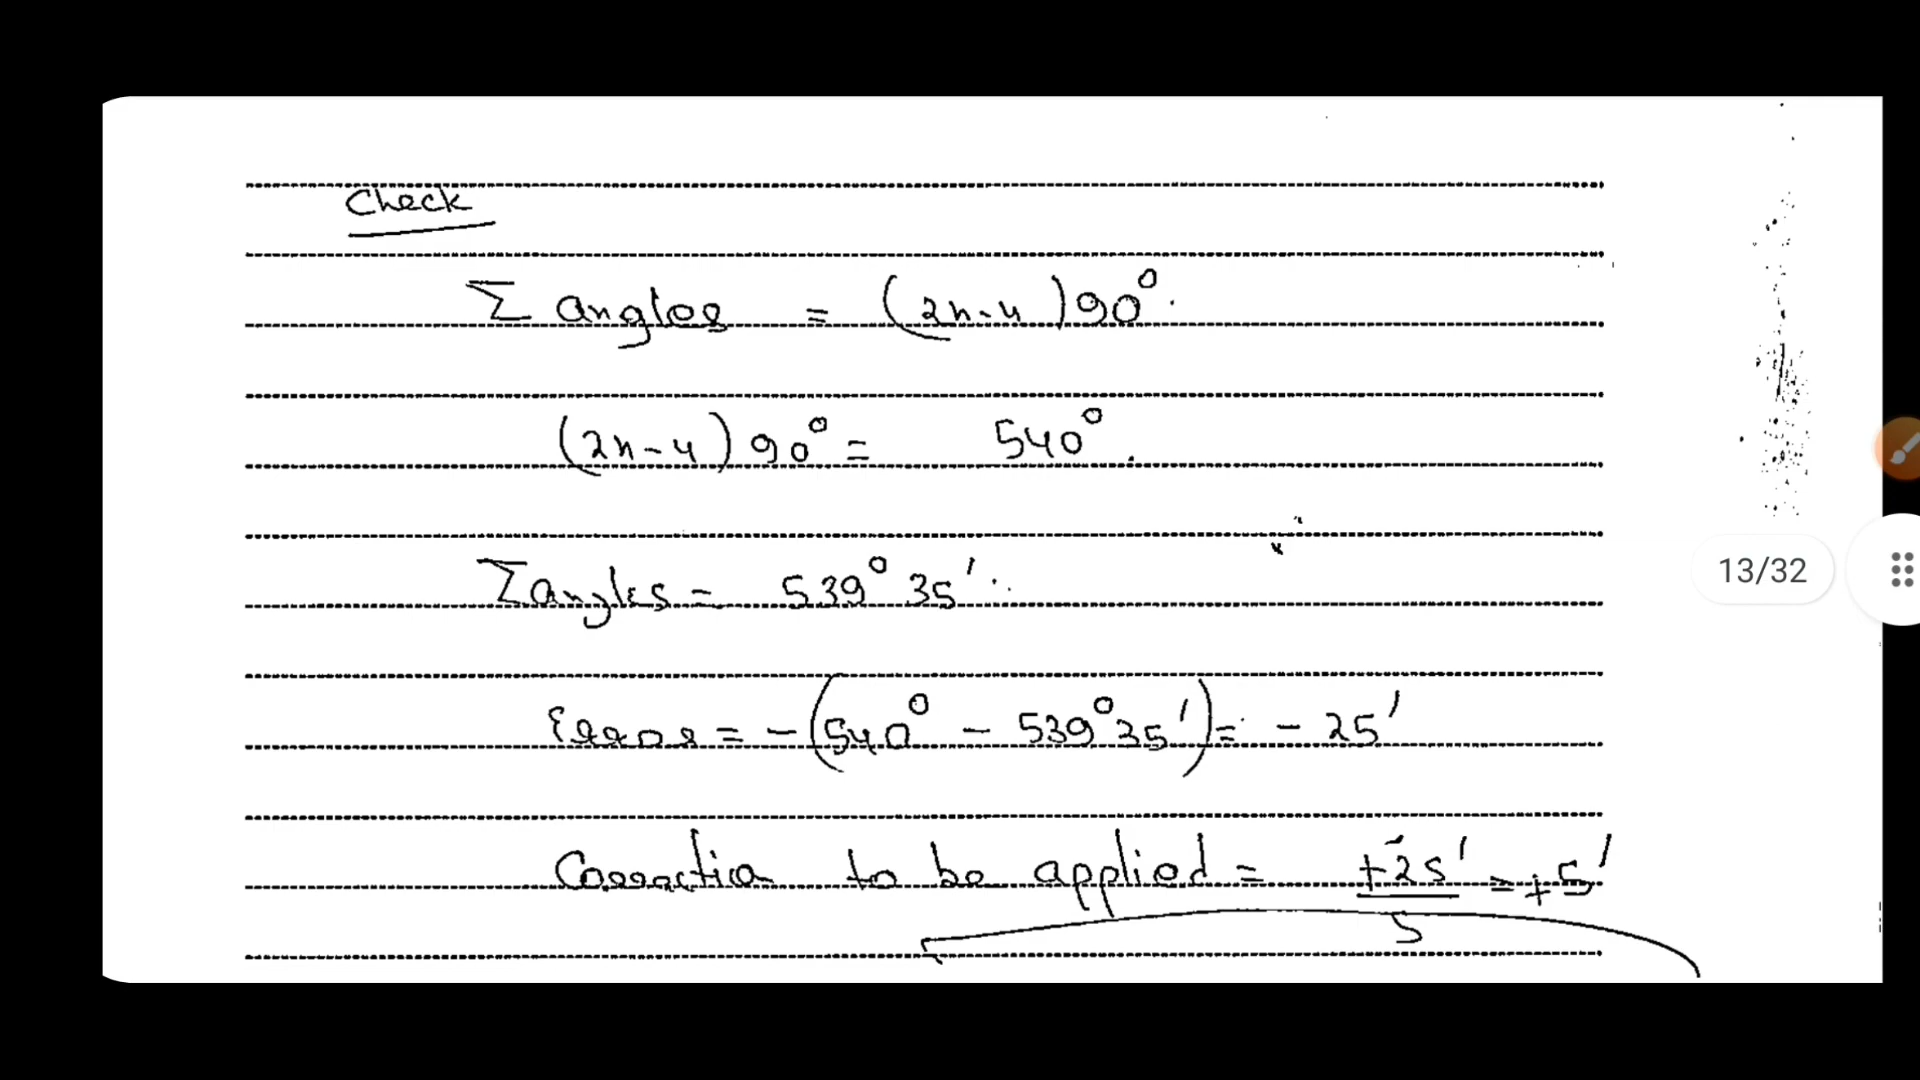 Check
Σ angles = (2n-4)90°.
(2n-4)90° = 540°.
Σangles = 539°35'.
Error = -(540° - 539°35') = -25'
13/32
Correction to be applied = +25'/5 = +5'